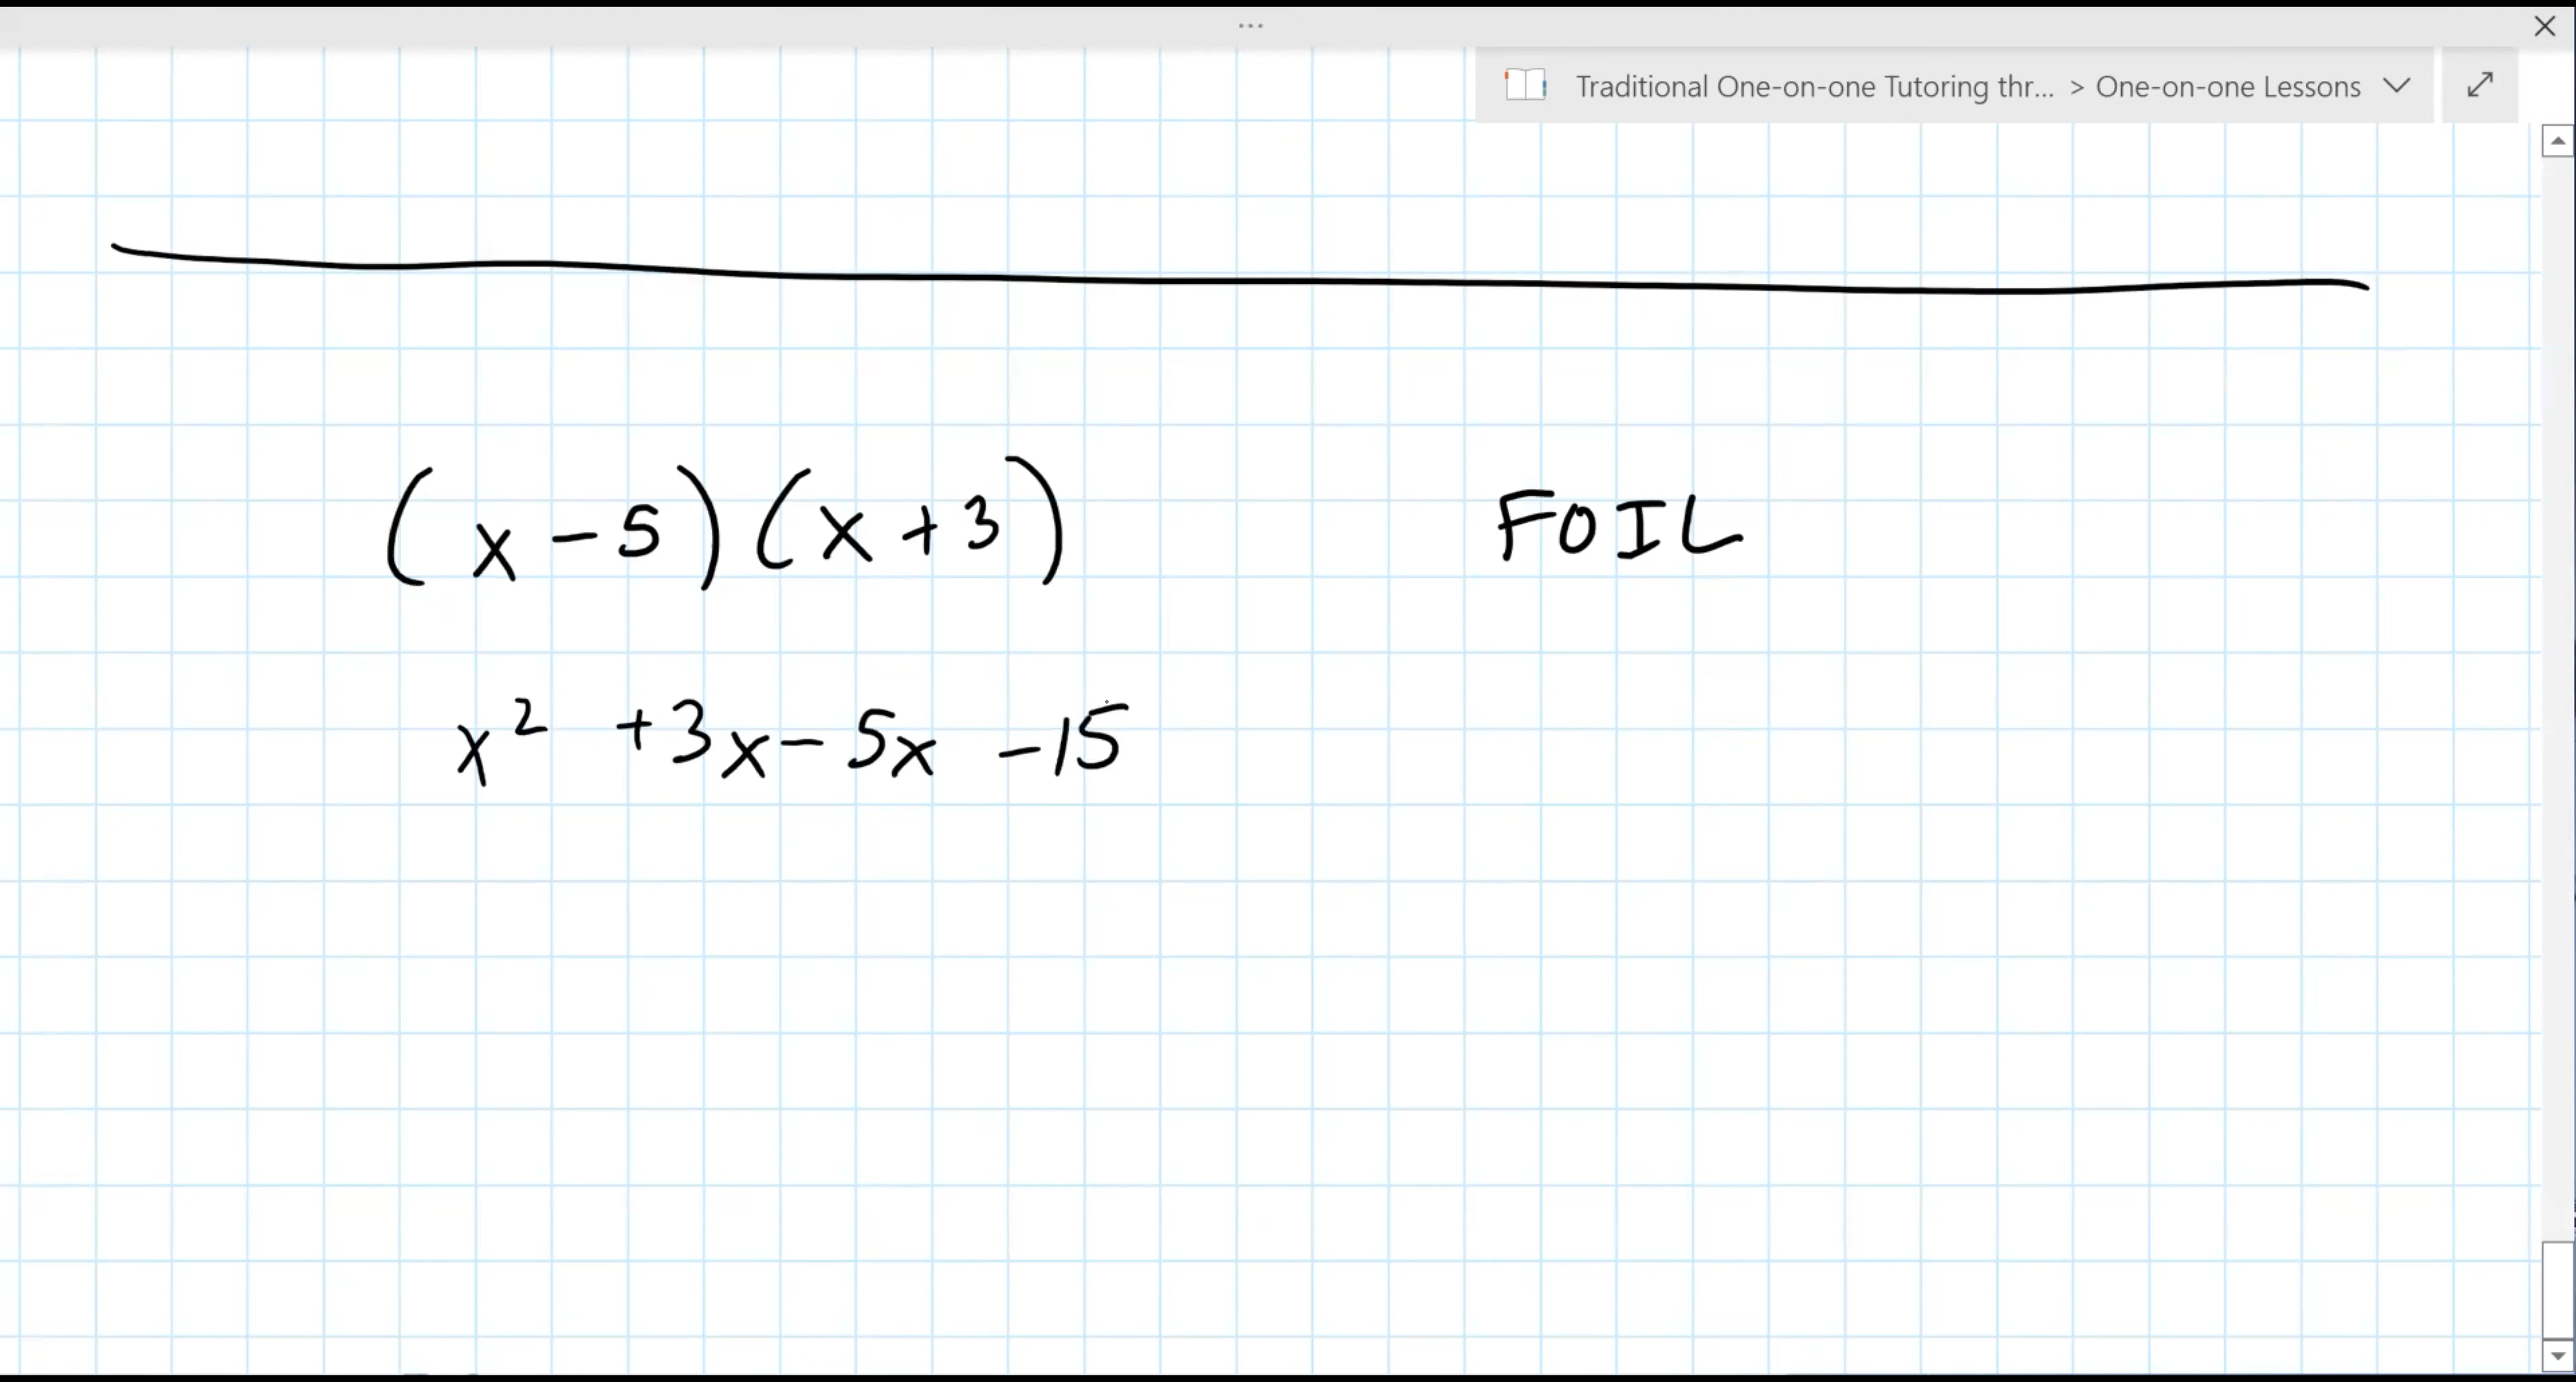 Traditional One-on-one Tutoring thr... > One-on-one Lessons
(x-5)(x+3) FOIL
x² +3x-5x -15